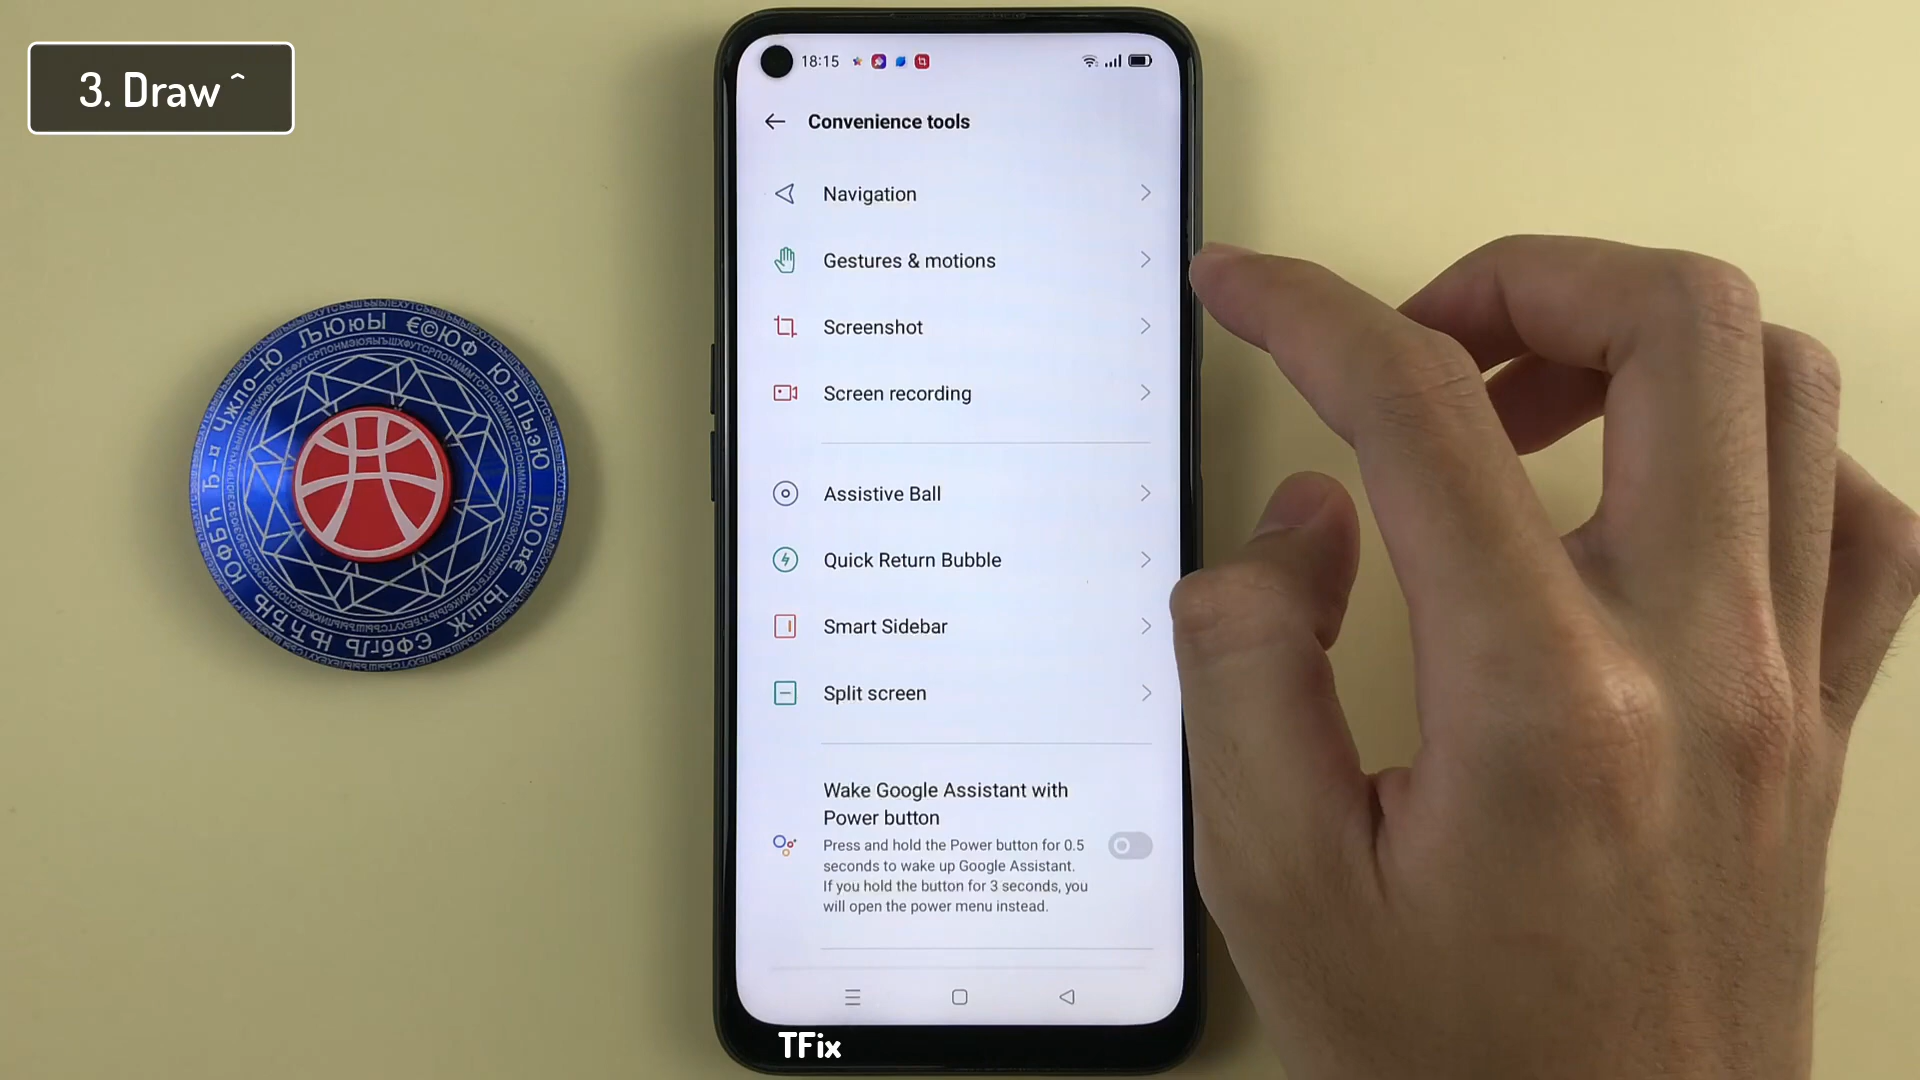 3. Draw ^
18:15
Convenience tools
Navigation
Gestures & motions
Screenshot
Screen recording
Assistive Ball
Quick Return Bubble
Smart Sidebar
Split screen
Wake Google Assistant with
Power button
Press and hold the Power button for 0.5
seconds to wake up Google Assistant.
If you hold the button for 3 seconds, you
will open the power menu instead.
TFix